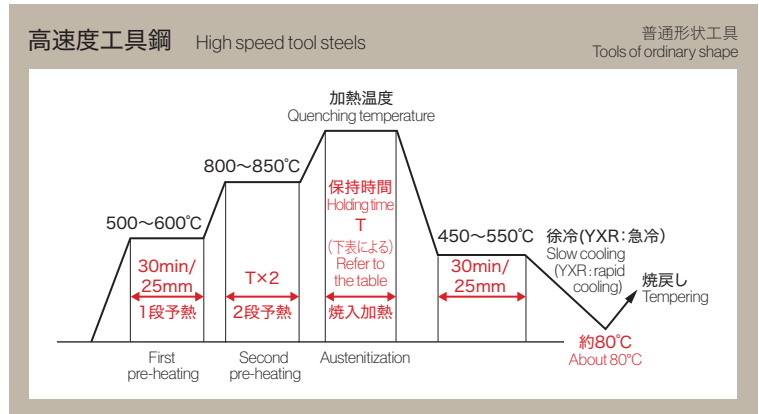 高速度工具鋼 High speed tool steels
普通形状工具
Tools of ordinary shape
加熱温度
Quenching temperature
800～850℃
500～600℃
保持時間
Holding time
T
(下表による)
Refer to
the table
焼入加熱
30min/
25mm
1段予熱
T×2
2段予熱
450～550℃
30min/
25mm
徐冷(YXR：急冷)
Slow cooling
(YXR : rapid
cooling)
焼戻し
Tempering
約80℃
About 80℃
First
pre-heating
Second
pre-heating
Austenitization